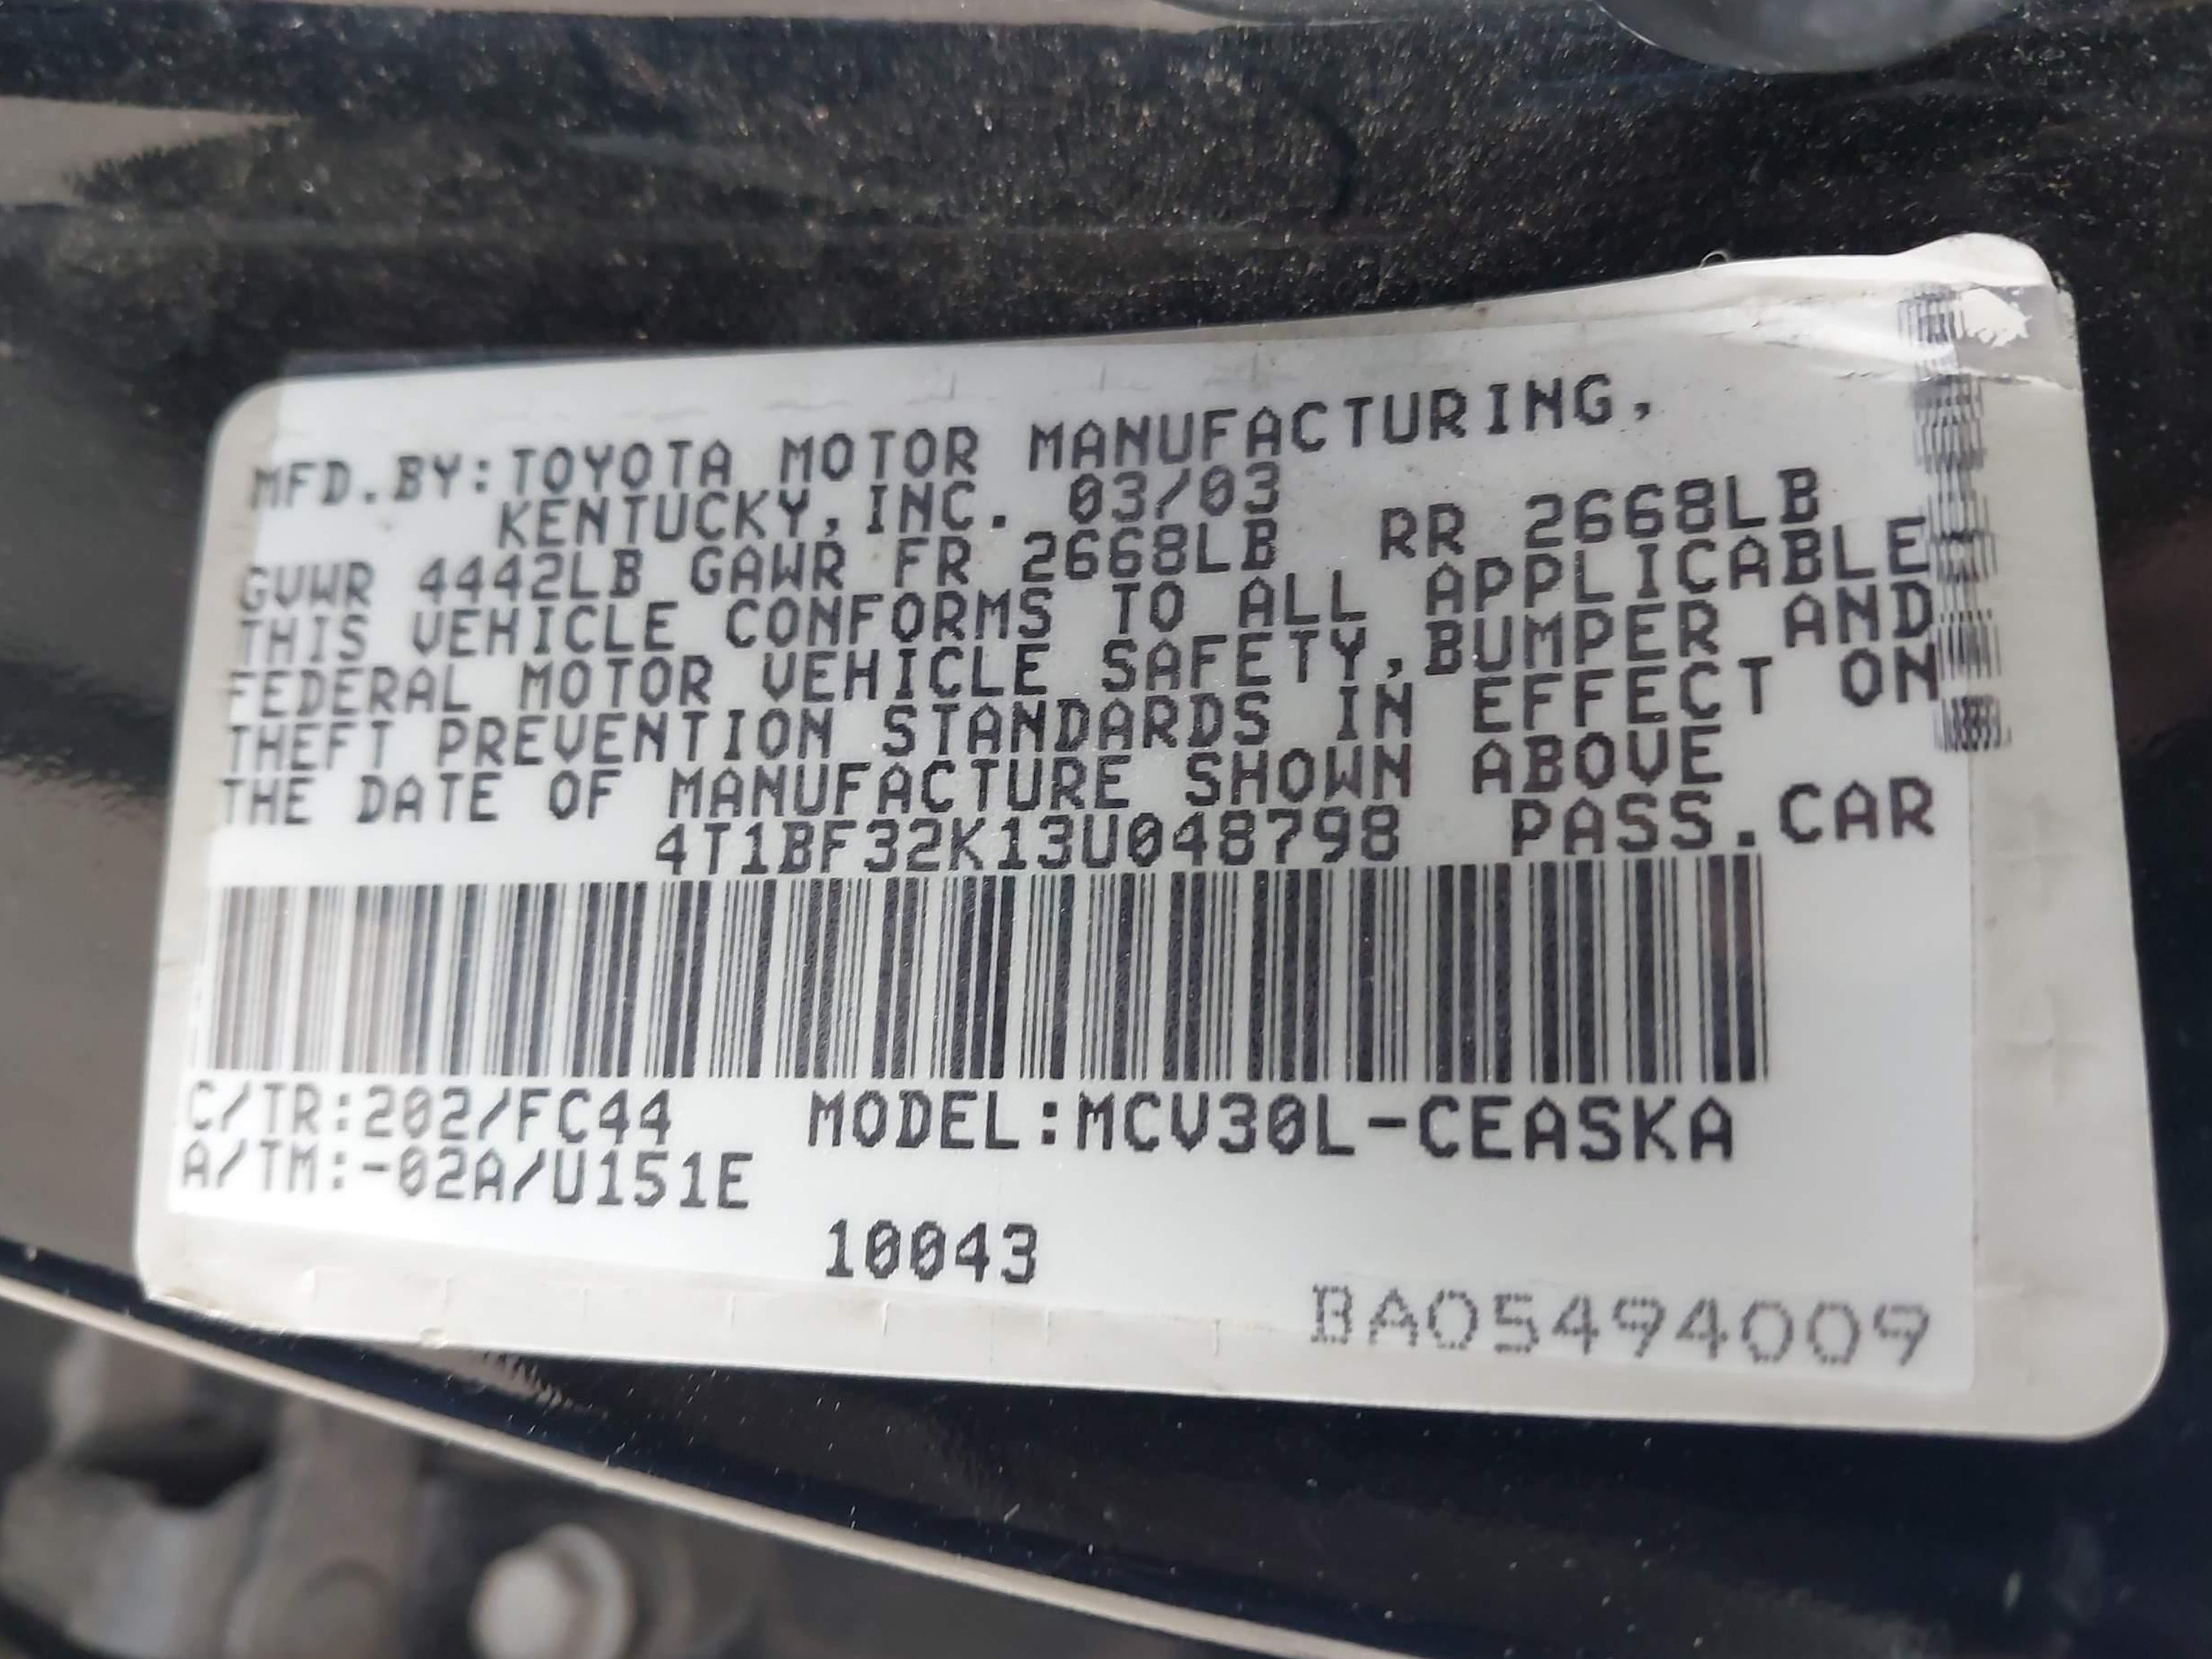 MFD.BY:TOYOTA MOTOR MANUFACTURING,
KENTUCKY,INC. 03/03
GVWR 4442LB GAWR FR 2668LB RR 2668LB
THIS VEHICLE CONFORMS TO ALL APPLICABLE
FEDERAL MOTOR VEHICLE SAFETY,BUMPER AND
THEFT PREVENTION STANDARDS IN EFFECT ON
THE DATE OF MANUFACTURE SHOWN ABOVE
4T1BF32K13U048798 PASS.CAR
C/TR:202/FC44 MODEL:MCV30L-CEASKA
A/TM:-02A/U151E
10043
BA05494009